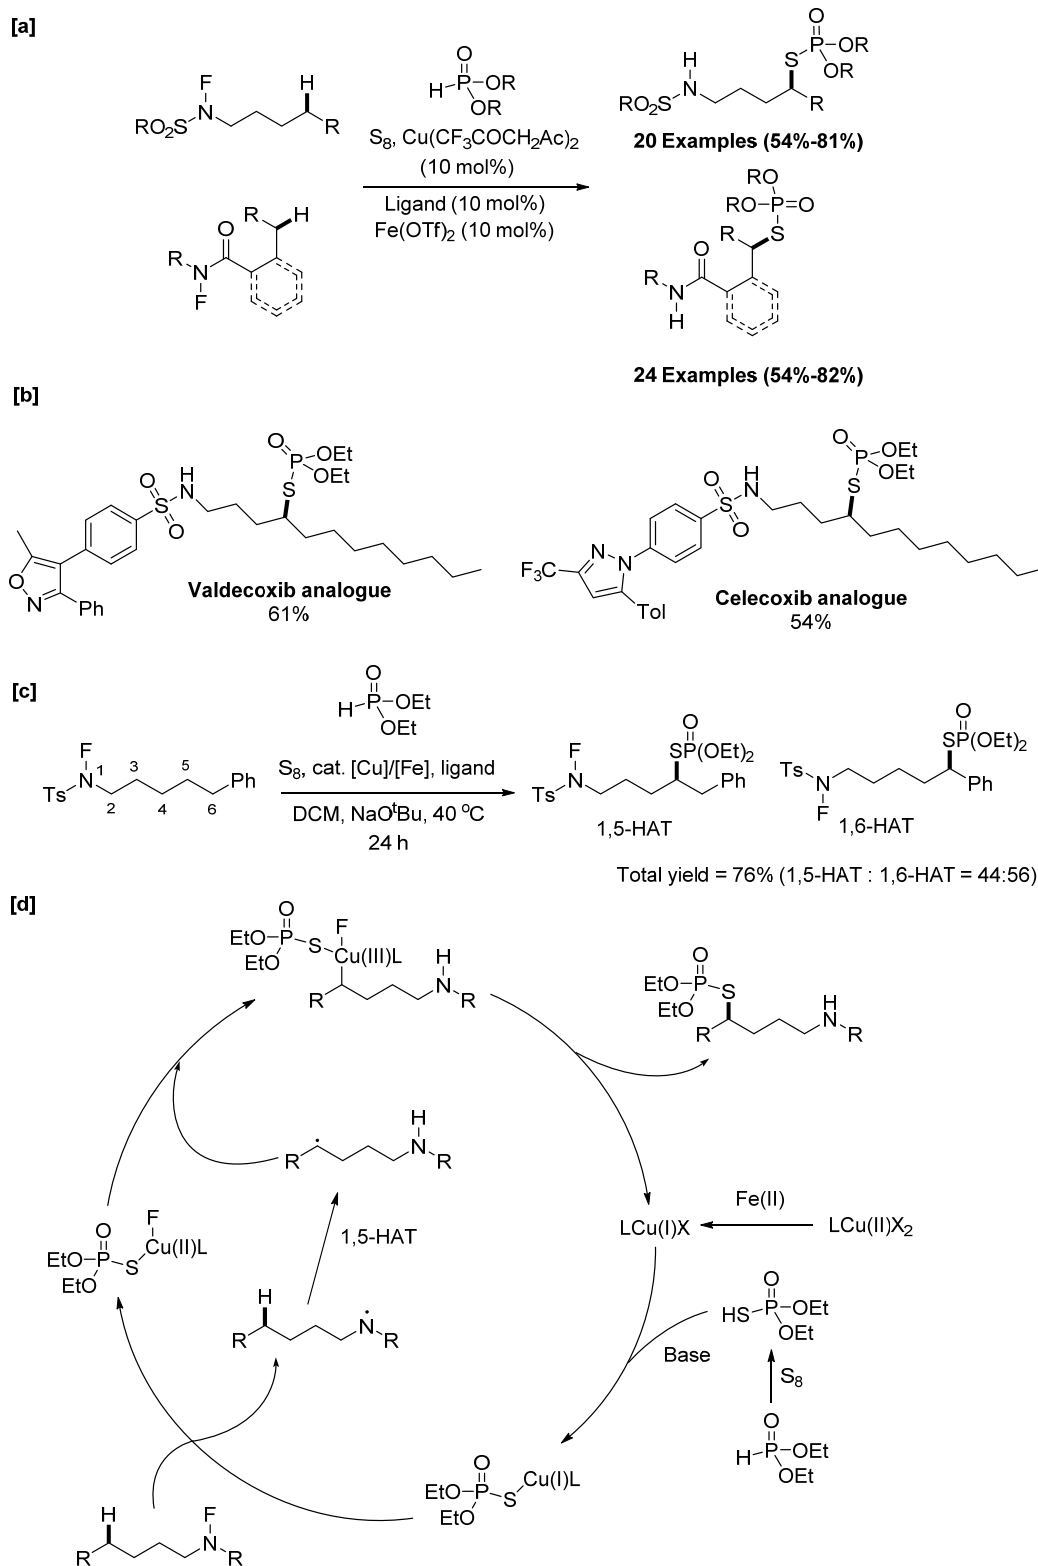 [a]
F
N
RO₂S
H
R
O
H P OR
OR
S₈, Cu(CF₃COCH₂Ac)₂
(10 mol%)
Ligand (10 mol%)
Fe(OTf)₂ (10 mol%)
H
N
RO₂S
O
S P OR
OR
R
20 Examples (54%-81%)
R H
O
R N
F
RO
RO P O
S
R
O
R N
H
24 Examples (54%-82%)
[b]
O
P OEt
OEt
S
O H
S N
O
O
N
Ph
Valdecoxib analogue
61%
O
P OEt
OEt
S
O H
S N
O
N N
F₃C
Tol
Celecoxib analogue
54%
[c]
O
H P OEt
OEt
F
Ts N 1 2 3 4 5 6 Ph
S₈, cat. [Cu]/[Fe], ligand
DCM, NaOᵗBu, 40 ᵒC
24 h
O
SP(OEt)₂
F
Ts N Ph
1,5-HAT
O
SP(OEt)₂
Ts N
F
Ph
1,6-HAT
Total yield = 76% (1,5-HAT : 1,6-HAT = 44:56)
[d]
O
EtO P S
EtO
F
Cu(III)L
H
R N R
O
EtO P
EtO S
H
R N R
H
R • N R
O
EtO P S
EtO
F
Cu(II)L
1,5-HAT
H
R N• R
LCu(I)X
Fe(II)
LCu(II)X₂
O
HS P OEt
OEt
Base
S₈
O
H P OEt
OEt
O
EtO P S
EtO
Cu(I)L
H F
R N R